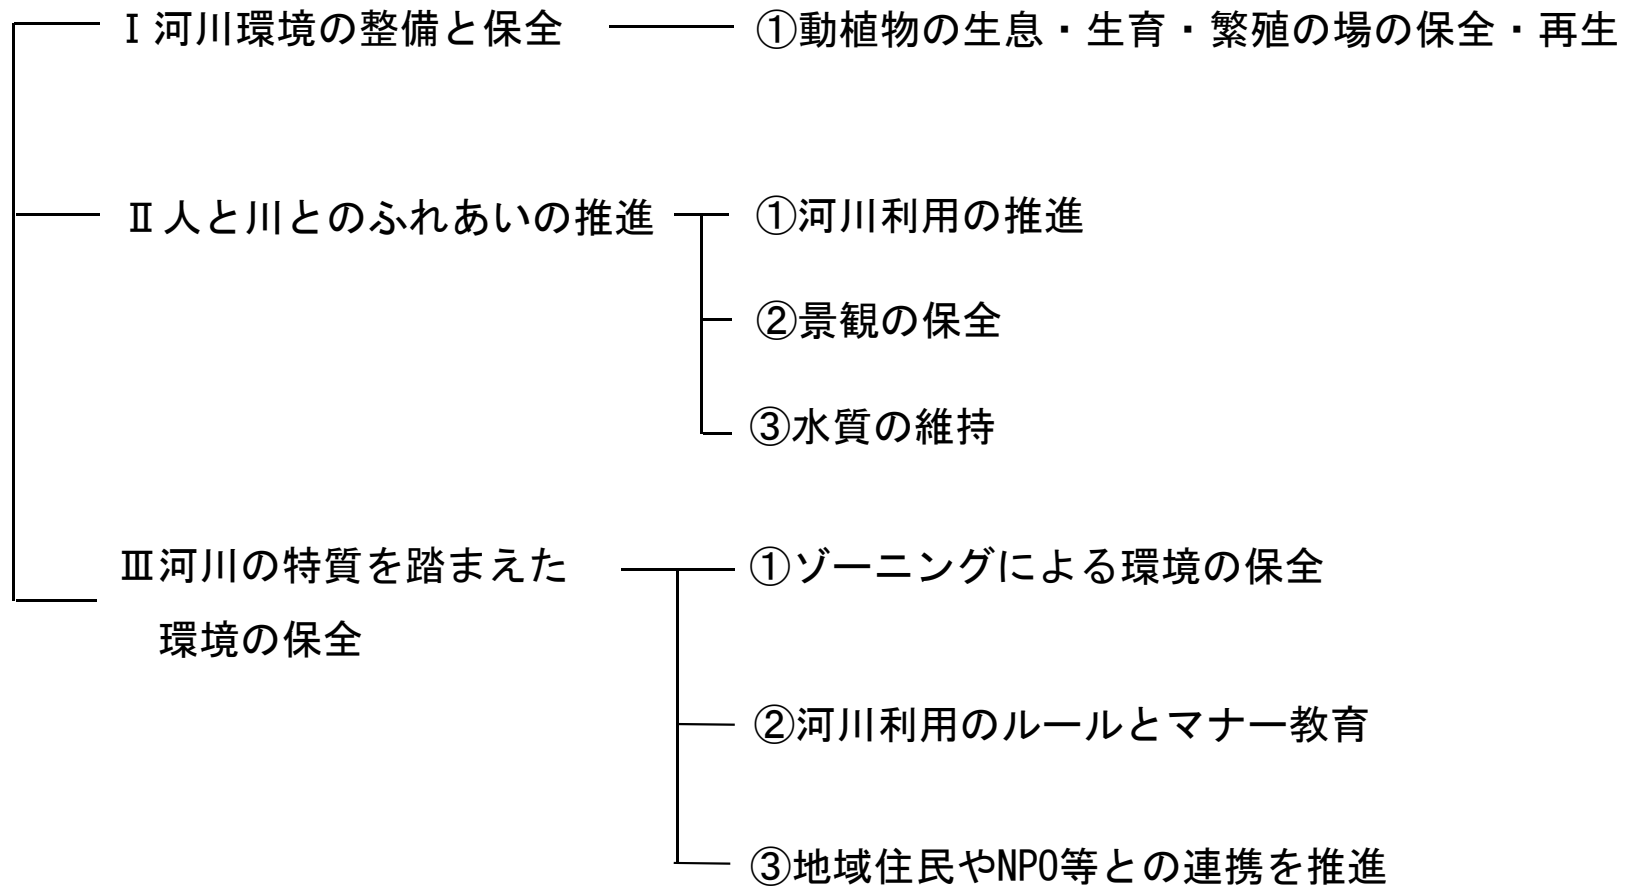 Ⅰ河川環境の整備と保全
①動植物の生息・生育・繁殖の場の保全・再生
Ⅱ人と川とのふれあいの推進
①河川利用の推進
②景観の保全
③水質の維持
Ⅲ河川の特質を踏まえた
環境の保全
①ゾーニングによる環境の保全
②河川利用のルールとマナー教育
③地域住民やNPO等との連携を推進